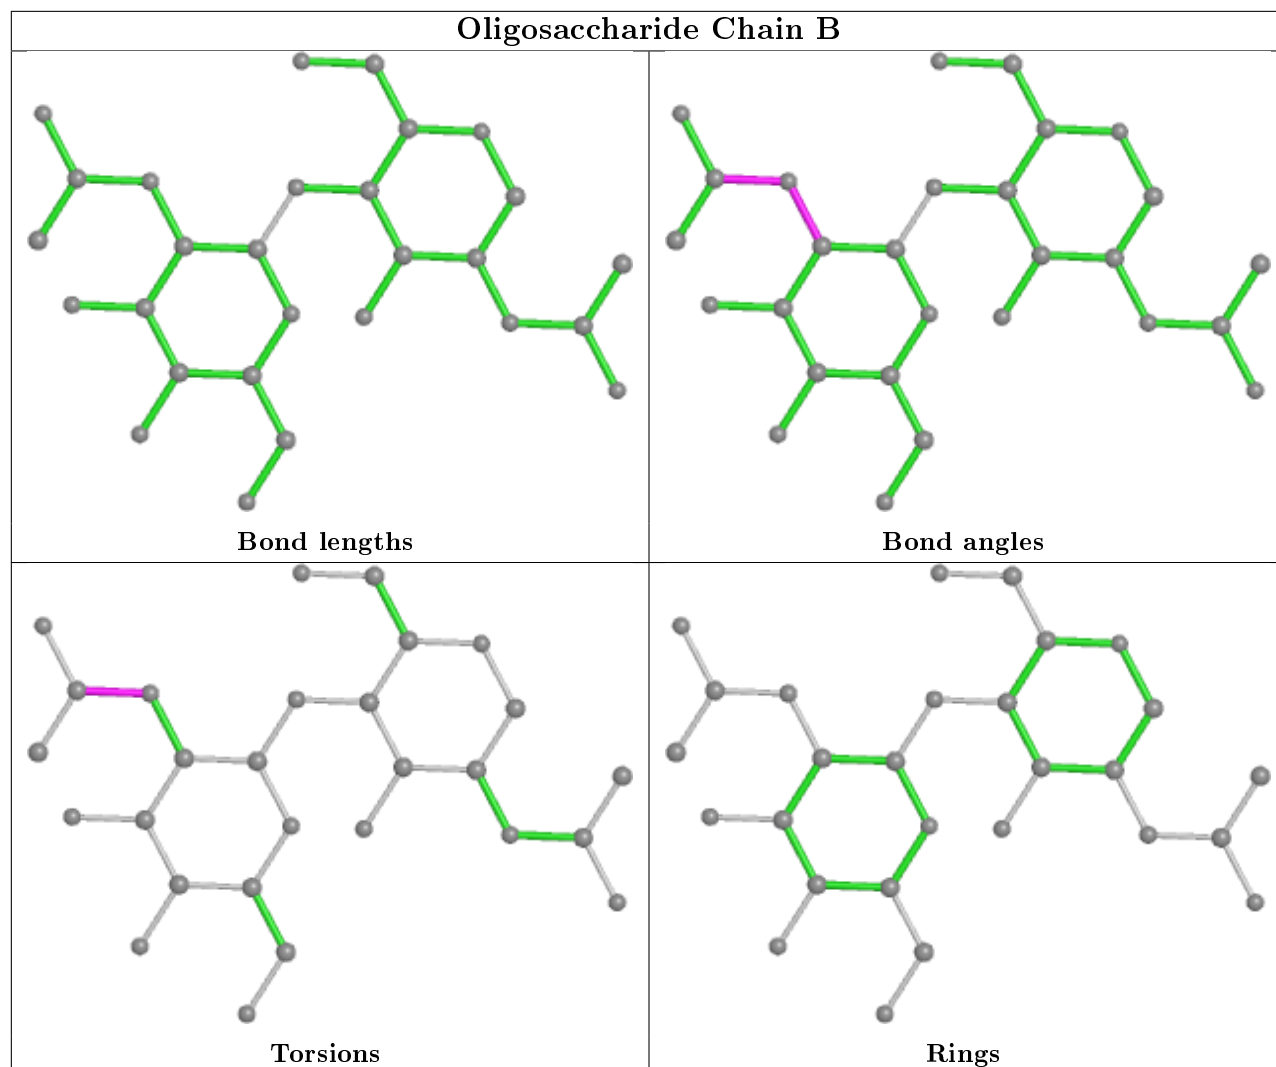 Oligosaccharide Chain B
Bond lengths
Bond angles
Torsions
Rings